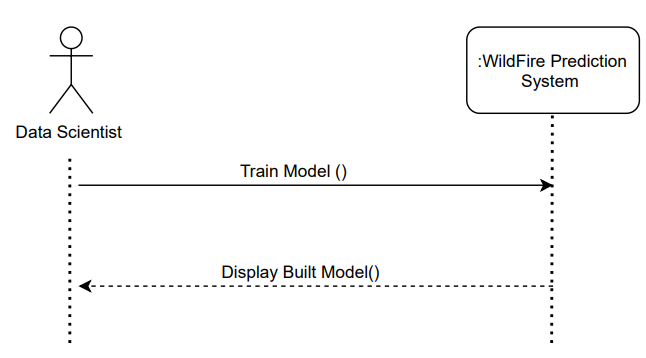 :WildFire Prediction
System
Data Scientist
Train Model ()
Display Built Model()